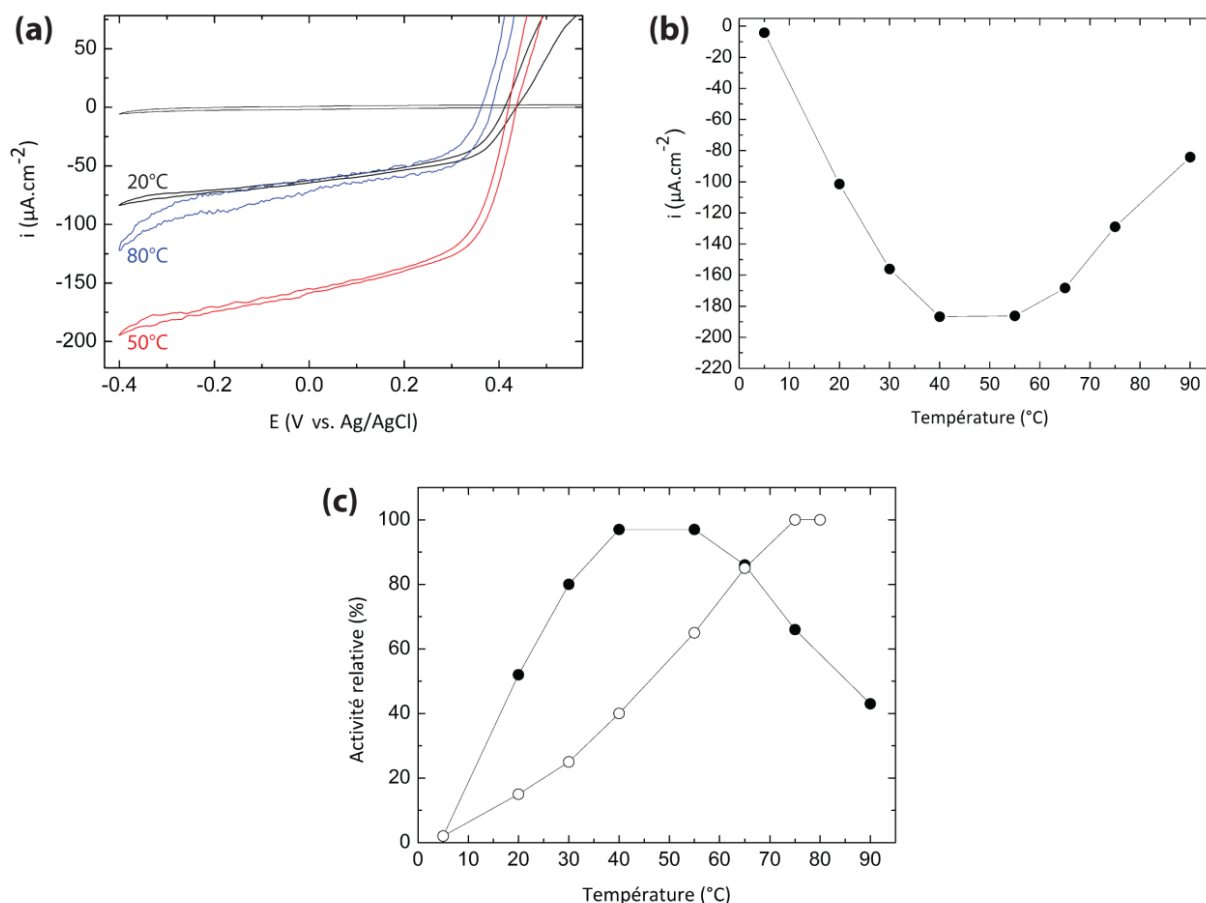 (a)
50
0
-50
-100
-150
-200
i (µA.cm-2)
20°C
80°C
50°C
-0.4
-0.2
0.0
0.2
0.4
E (V vs. Ag/AgCl)
(b)
0
-20
-40
-60
-80
-100
-120
-140
-160
-180
-200
-220
i (µA.cm-2)
0 10 20 30 40 50 60 70 80 90
Température (°C)
(c)
100
80
60
40
20
0
Activité relative (%)
0 10 20 30 40 50 60 70 80 90
Température (°C)